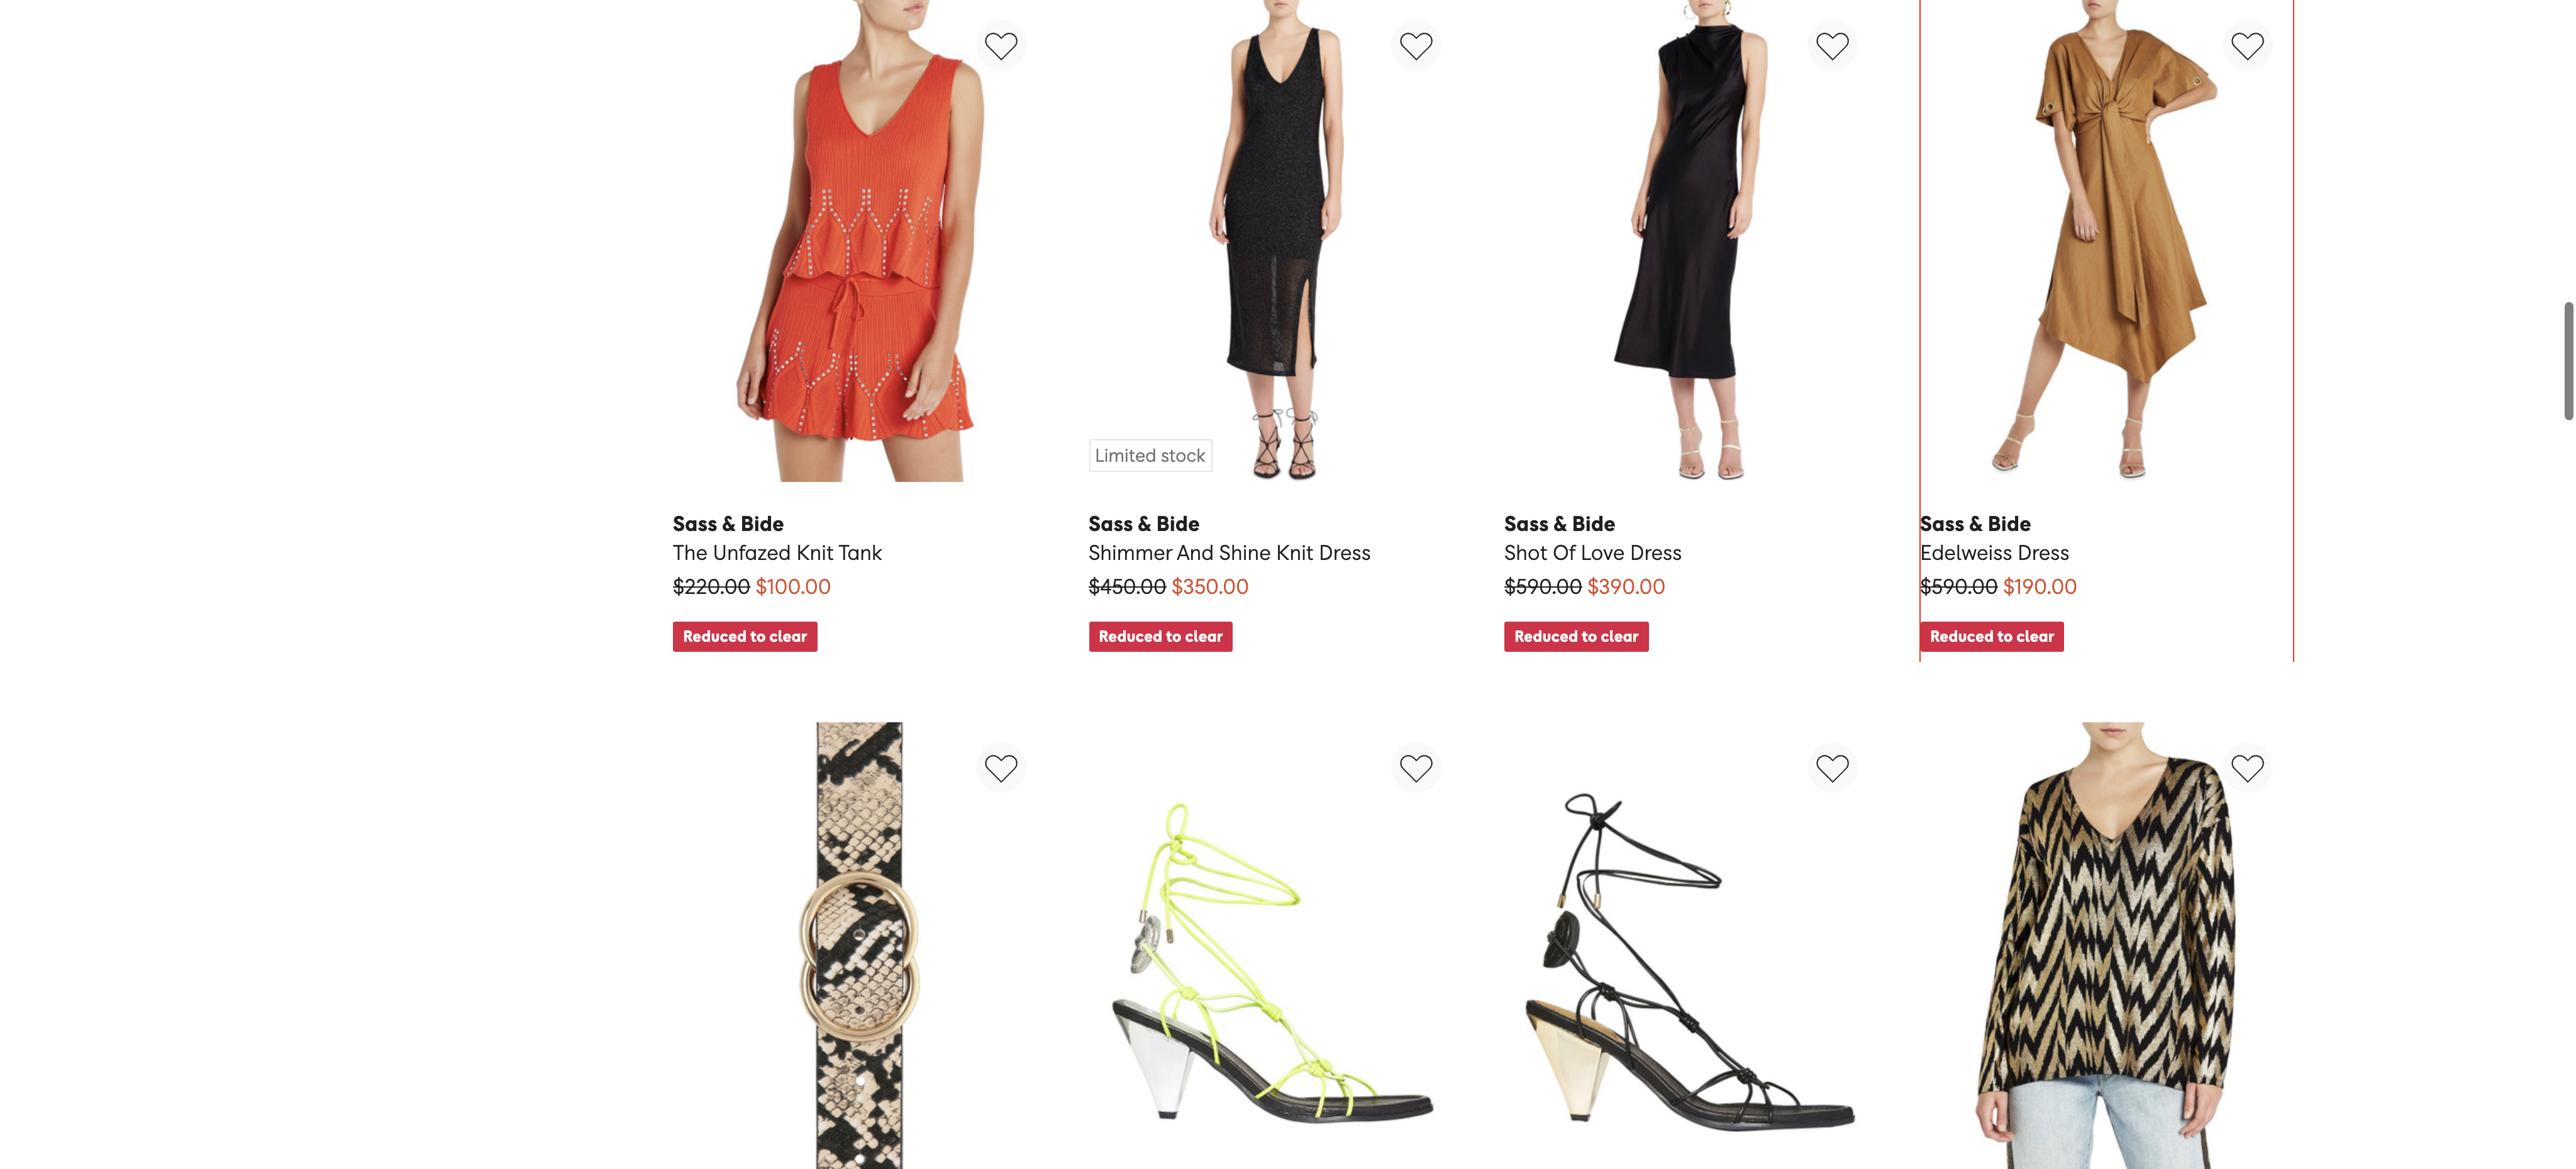 Limited stock
Sass & Bide
The Unfazed Knit Tank
$220.00 $100.00
Reduced to clear
Sass & Bide
Shimmer And Shine Knit Dress
$450.00 $350.00
Reduced to clear
Sass & Bide
Shot Of Love Dress
$590.00 $390.00
Reduced to clear
Sass & Bide
Edelweiss Dress
$590.00 $190.00
Reduced to clear